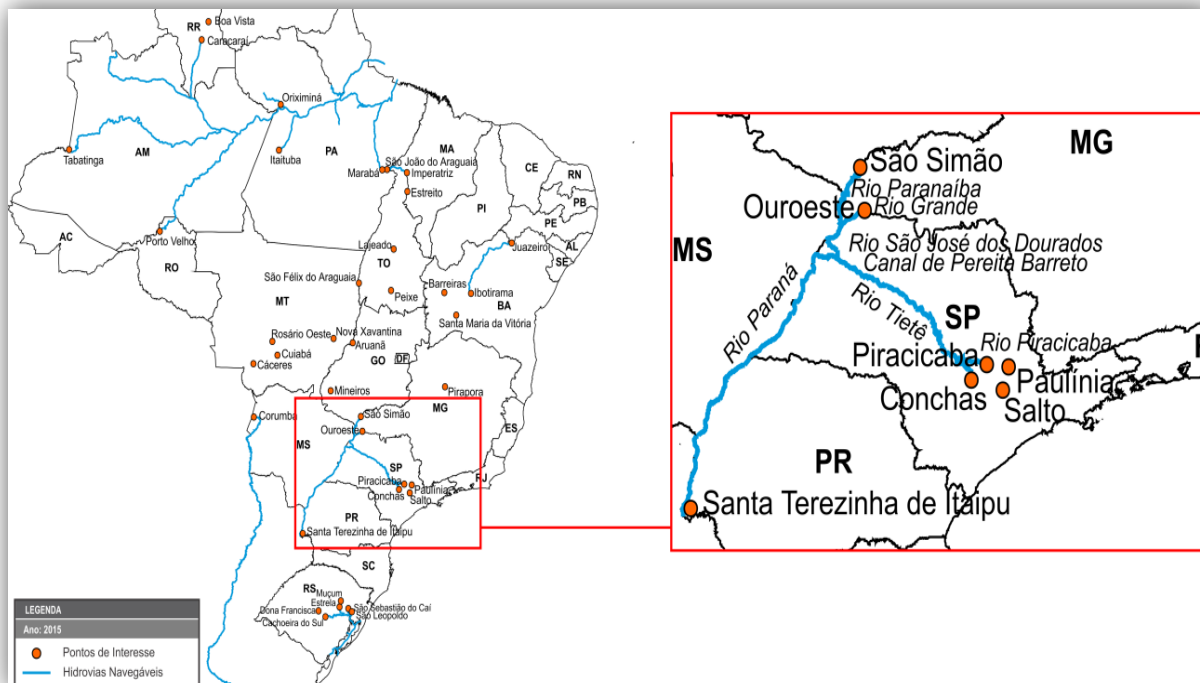 RR
Boa Vista
Caracaraí
Oriximiná
Tabatinga
AM
Itaituba
PA
Marabá
São João do Araguaia
Imperatriz
Estreito
MA
CE
RN
PB
PI
PE
AL
SE
AC
Porto Velho
RO
Lajeado
TO
Juazeiro
São Félix do Araguaia
Peixe
Barreiras
Ibotirama
BA
Santa Maria da Vitória
MT
Rosário Oeste
Nova Xavantina
Aruanã
Cuiabá
Cáceres
GO
DF
Mineiros
Pirapora
MG
Corumba
São Simão
Ouroeste
MS
ES
SP
RJ
Piracicaba
Paulínia
Conchas
Salto
PR
Santa Terezinha de Itaipu
SC
RS
Muçum
Estrela
São Sebastião do Caí
Dona Francisca
São Leopoldo
Cachoeira do Sul
LEGENDA
Ano: 2015
Pontos de Interesse
Hidrovias Navegáveis
MG
São Simão
Rio Paranaíba
Ouroeste
Rio Grande
MS
Rio São José dos Dourados
Canal de Pereita Barreto
Rio Paraná
Rio Tietê
SP
Rio Piracicaba
Piracicaba
Paulínia
Conchas
Salto
PR
Santa Terezinha de Itaipu